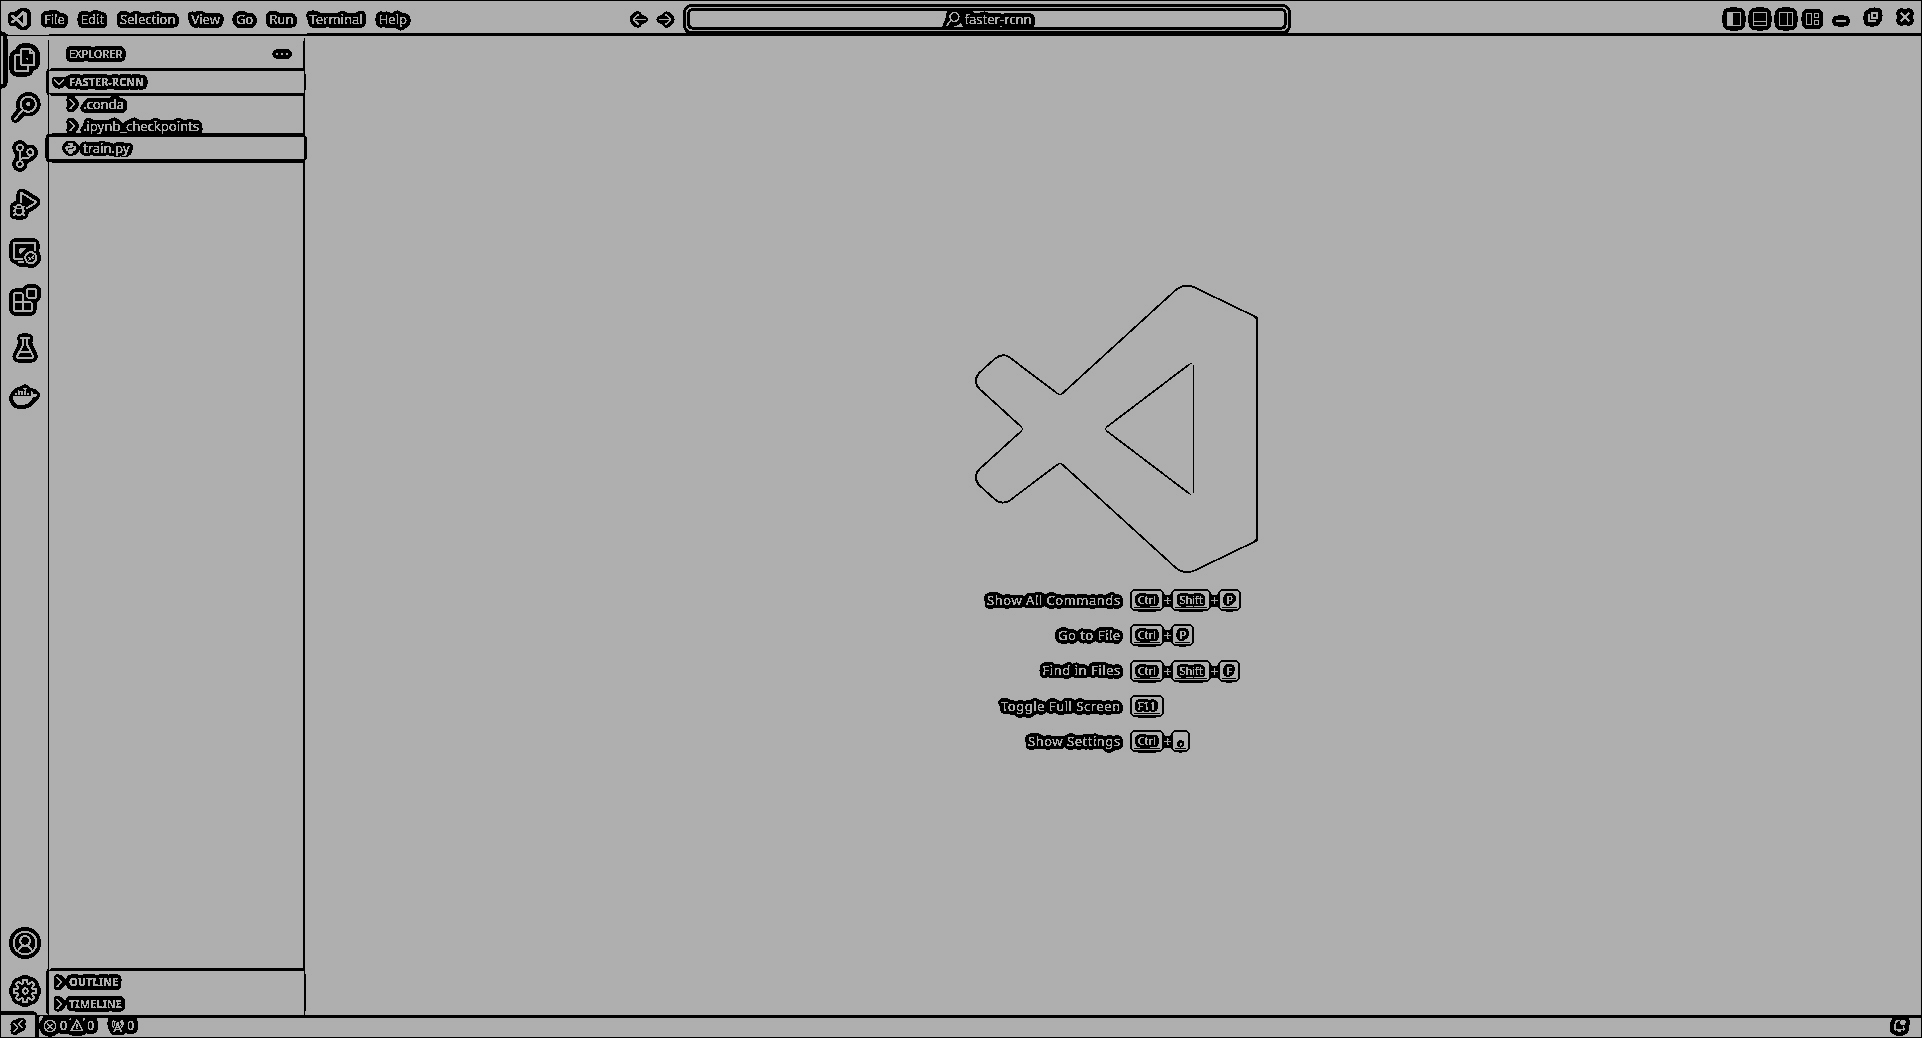 File Edit Selection View Go Run Terminal Help
faster-rcnn
EXPLORER
FASTER-RCNN
.conda
.ipynb_checkpoints
train.py
Show All Commands Ctrl + Shift + P
Go to File Ctrl + P
Find in Files Ctrl + Shift + F
Toggle Full Screen F11
Show Settings Ctrl + ,
OUTLINE
TIMELINE
0 0 0